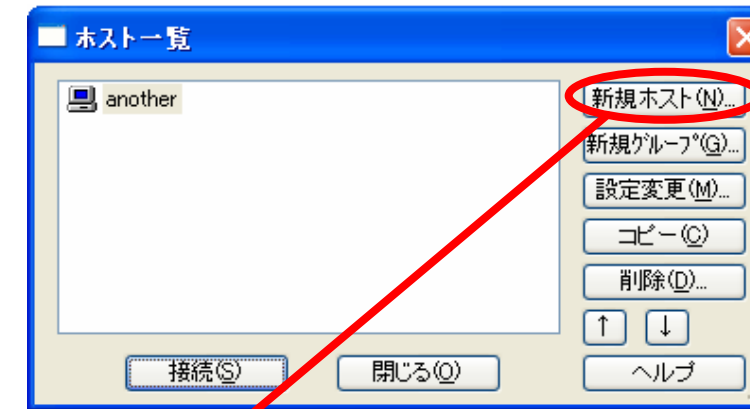 ホスト一覧
another
新規ホスト(N)...
新規ｸﾞﾙｰﾌﾟ(G)...
設定変更(M)...
コピー(C)
削除(D)...
↑ ↓
接続(S) 閉じる(O) ヘルプ